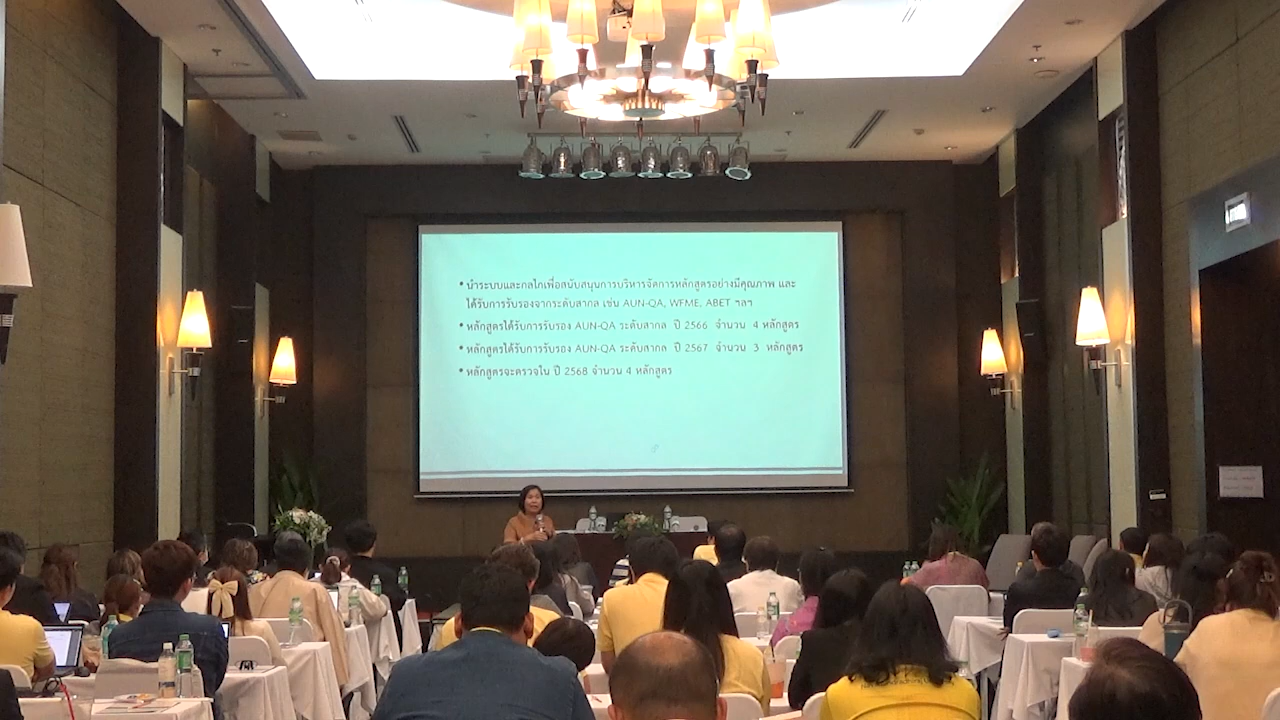 • นำระบบและกลไกเพื่อสนับสนุนการบริหารจัดการหลักสูตรอย่างมีคุณภาพ และ
ได้รับการรับรองจากระดับสากล เช่น AUN-QA, WFME, ABET ฯลฯ
• หลักสูตรได้รับการรับรอง AUN-QA ระดับสากล ปี 2566 จำนวน 4 หลักสูตร
• หลักสูตรได้รับการรับรอง AUN-QA ระดับสากล ปี 2567 จำนวน 3 หลักสูตร
• หลักสูตรจะตรวจใน ปี 2568 จำนวน 4 หลักสูตร